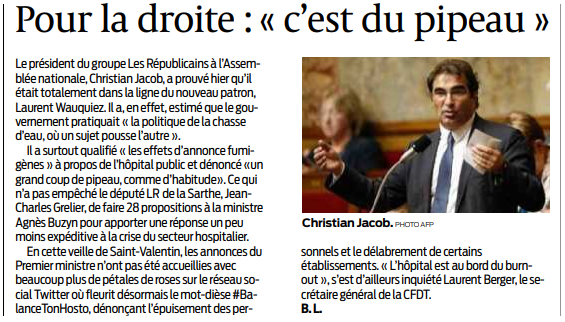 Pour la droite : « c’est du pipeau »
Le président du groupe Les Républicains à l’Assem-
blée nationale, Christian Jacob, a prouvé hier qu’il
était totalement dans la ligne du nouveau patron,
Laurent Wauquiez. Il a, en effet, estimé que le gou-
vernement pratiquait « la politique de la chasse
d’eau, où un sujet pousse l’autre ».
Il a surtout qualifié « les effets d’annonce fumi-
gènes » à propos de l’hôpital public et dénoncé «un
grand coup de pipeau, comme d’habitude». Ce qui
n’a pas empêché le député LR de la Sarthe, Jean-
Charles Grelier, de faire 28 propositions à la ministre
Agnès Buzyn pour apporter une réponse un peu
moins expéditive à la crise du secteur hospitalier.
En cette veille de Saint-Valentin, les annonces du
Premier ministre n’ont pas été accueillies avec
beaucoup plus de pétales de roses sur le réseau so-
cial Twitter où fleurit désormais le mot-dièse #Ba-
lanceTonHosto, dénonçant l’épuisement des per-
Christian Jacob. PHOTO AFP
sonnels et le délabrement de certains
établissements. « L’hôpital est au bord du burn-
out », s’est d’ailleurs inquiété Laurent Berger, le se-
crétaire général de la CFDT.
B. L.